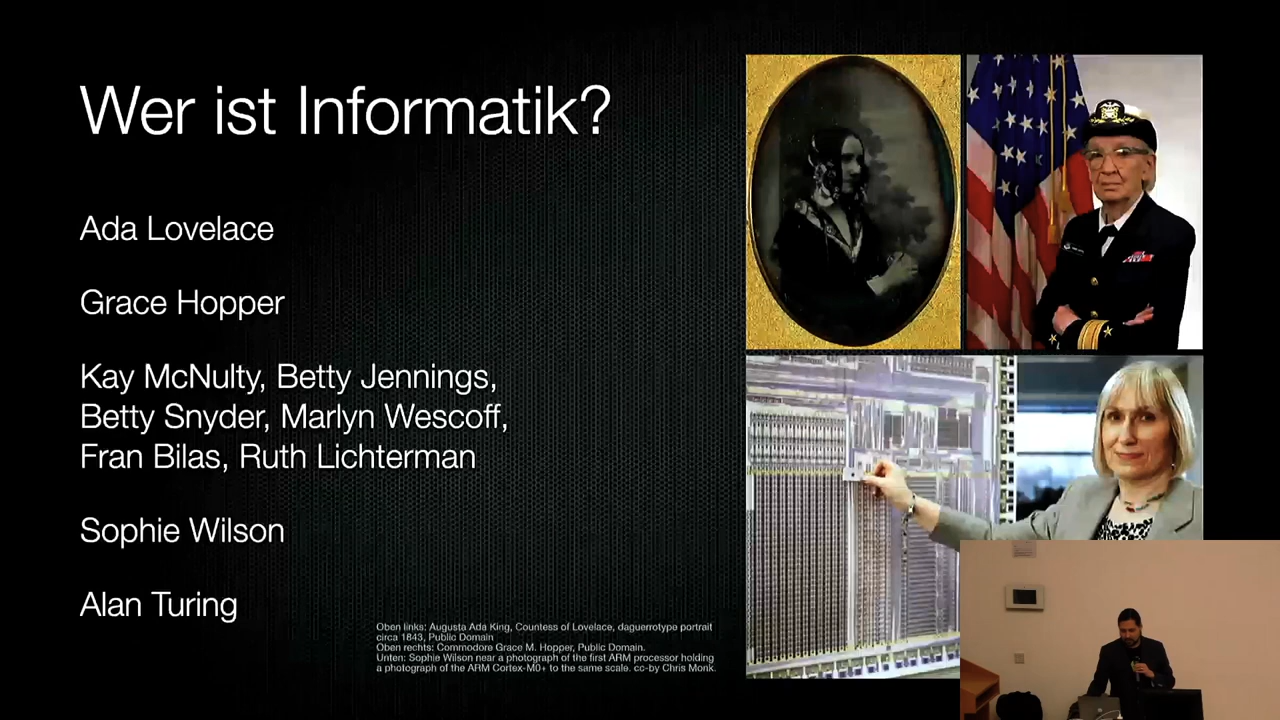 Wer ist Informatik?
Ada Lovelace
Grace Hopper
Kay McNulty, Betty Jennings,
Betty Snyder, Marlyn Wescoff,
Fran Bilas, Ruth Lichterman
Sophie Wilson
Alan Turing
Oben links: Augusta Ada King, Countess of Lovelace, daguerrotype portrait
circa 1843, Public Domain
Oben rechts: Commodore Grace M. Hopper, Public Domain.
Unten: Sophie Wilson near a photograph of the first ARM processor holding
a photograph of the ARM Cortex-M0+ to the same scale. cc-by Chris Monk.